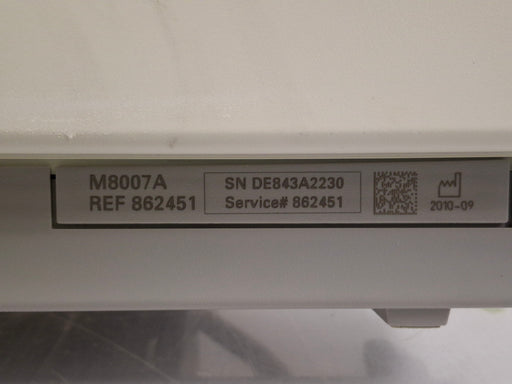 M8007A
REF 862451
SN DE843A2230
Service# 862451
2010-09